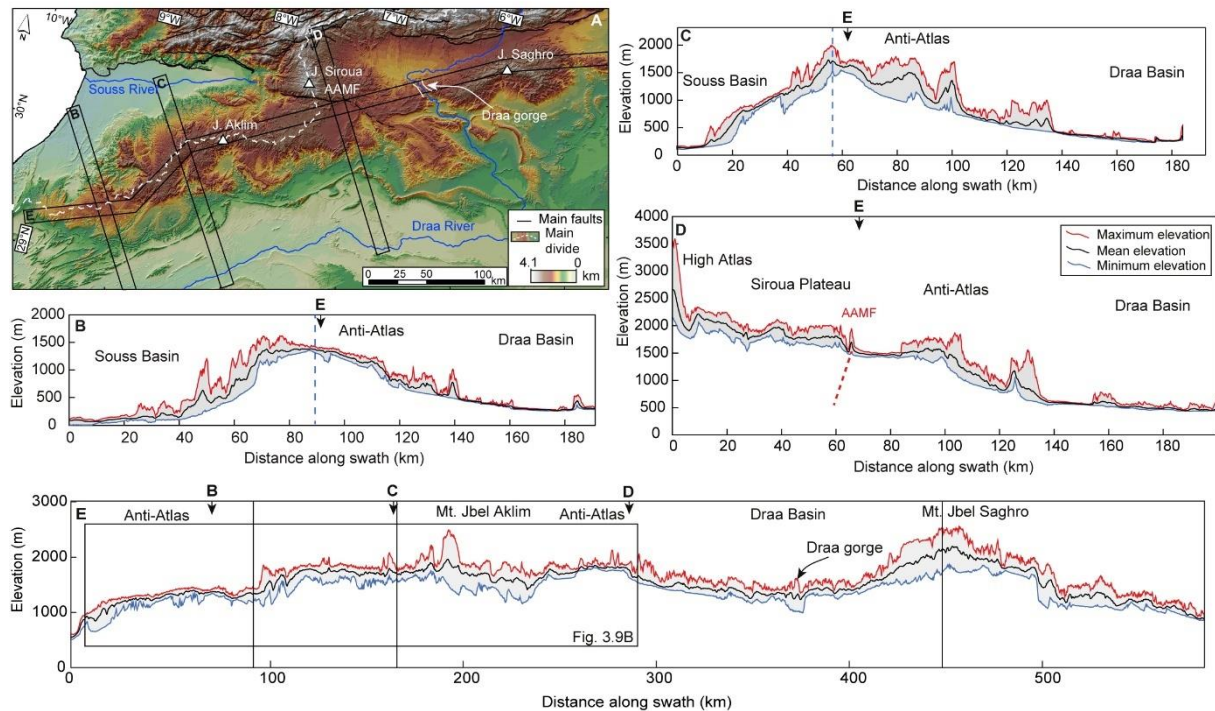 A
N
10°W
9°W
8°W
7°W
6°W
30°N
29°N
B
C
D
E
Souss River
J. Siroua
AAMF
J. Saghro
J. Aklim
Draa gorge
Draa River
Main faults
Main
divide
4.1 0
km
0 25 50 100
km
C
E
Anti-Atlas
Souss Basin
Draa Basin
Elevation (m)
2000
1500
1000
500
0
0 20 40 60 80 100 120 140 160 180
Distance along swath (km)
B
E
Anti-Atlas
Souss Basin
Draa Basin
Elevation (m)
2000
1500
1000
500
0
0 20 40 60 80 100 120 140 160 180
Distance along swath (km)
D
E
High Atlas
Siroua Plateau
AAMF
Anti-Atlas
Draa Basin
Maximum elevation
Mean elevation
Minimum elevation
Elevation (m)
4000
3500
3000
2500
2000
1500
1000
500
0
0 20 40 60 80 100 120 140 160 180
Distance along swath (km)
E
B
C
D
Anti-Atlas
Mt. Jbel Aklim
Anti-Atlas
Draa Basin
Mt. Jbel Saghro
Draa gorge
Fig. 3.9B
Elevation (m)
3000
2000
1000
0
0 100 200 300 400 500
Distance along swath (km)